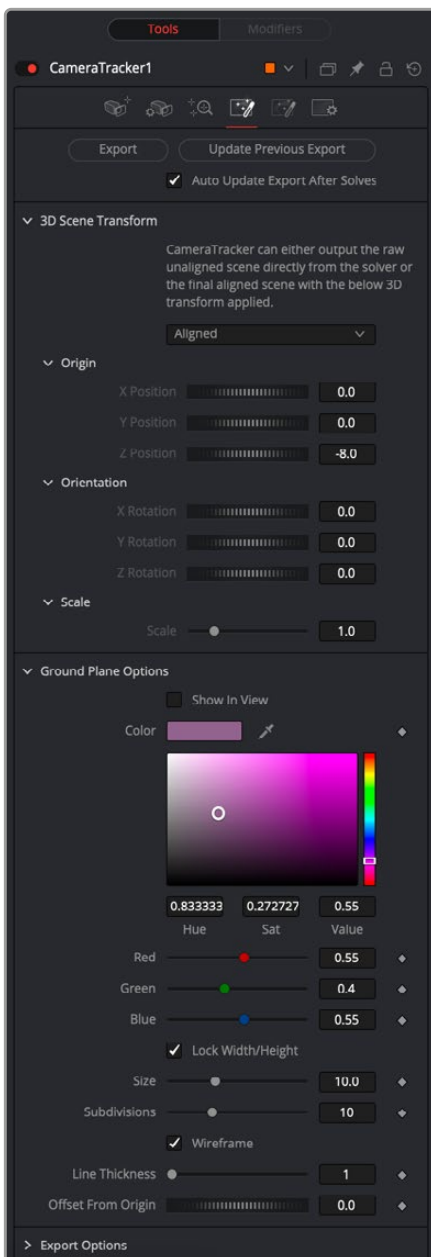 Tools Modifiers
CameraTracker1
Export Update Previous Export
Auto Update Export After Solves
3D Scene Transform
CameraTracker can either output the raw
unaligned scene directly from the solver or
the final aligned scene with the below 3D
transform applied.
Aligned
Origin
X Position 0.0
Y Position 0.0
Z Position -8.0
Orientation
X Rotation 0.0
Y Rotation 0.0
Z Rotation 0.0
Scale
Scale 1.0
Ground Plane Options
Show In View
Color
0.833333 0.272727 0.55
Hue Sat Value
Red 0.55
Green 0.4
Blue 0.55
Lock Width/Height
Size 10.0
Subdivisions 10
Wireframe
Line Thickness 1
Offset From Origin 0.0
Export Options